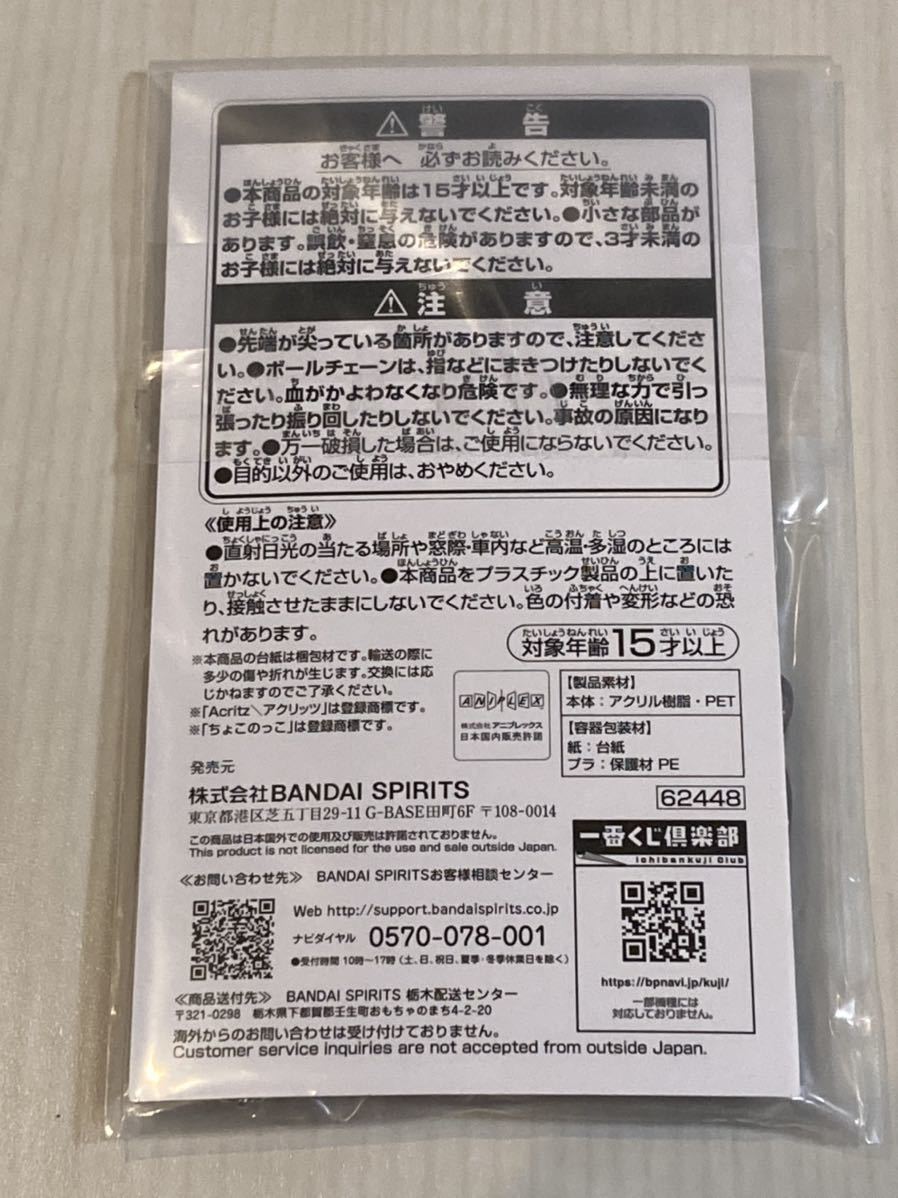 ⚠警告
お客様へ 必ずお読みください。
●本商品の対象年齢は15才以上です。対象年齢未満の
お子様には絶対に与えないでください。●小さな部品が
あります。誤飲・窒息の危険がありますので、3才未満の
お子様には絶対に与えないでください。
⚠注意
●先端が尖っている箇所がありますので、注意してくださ
い。●ボールチェーンは、指などにまきつけたりしないでく
ださい。血がかよわなくなり危険です。●無理な力で引っ
張ったり振り回したりしないでください。事故の原因になり
ます。●万一破損した場合は、ご使用にならないでください。
●目的以外のご使用は、おやめください。
《使用上の注意》
●直射日光の当たる場所や窓際・車内など高温・多湿のところには
置かないでください。●本商品をプラスチック製品の上に置いた
り、接触させたままにしないでください。色の付着や変形などの恐
れがあります。
対象年齢15才以上
※本商品の台紙は梱包材です。輸送の際に
多少の傷や折れが生じます。交換には応
じかねますのでご了承ください。
※「Acritz＼アクリッツ」は登録商標です。
※「ちょこのっこ」は登録商標です。
ANIPLEX
株式会社 アニプレックス
日本国内販売許諾
【製品素材】
本体：アクリル樹脂・PET
【容器包装材】
紙：台紙
プラ：保護材 PE
発売元
株式会社BANDAI SPIRITS
東京都港区芝五丁目29-11 G-BASE田町6F 〒108-0014
62448
この商品は日本国外での使用及び販売は許諾されておりません。
This product is not licensed for the use and sale outside Japan.
≪お問い合わせ先≫ BANDAI SPIRITSお客様相談センター
Web http://support.bandaispirits.co.jp
ナビダイヤル 0570-078-001
●受付時間 10時〜17時（土、日、祝日、夏季・冬季休業日を除く）
一番くじ倶楽部
ichibankuji Club
https://bpnavi.jp/kuji/
一部機種には
対応しておりません。
≪商品送付先≫ BANDAI SPIRITS 栃木配送センター
〒321-0298 栃木県下都賀郡壬生町おもちゃのまち4-2-20
海外からのお問い合わせは受け付けておりません。
Customer service inquiries are not accepted from outside Japan.